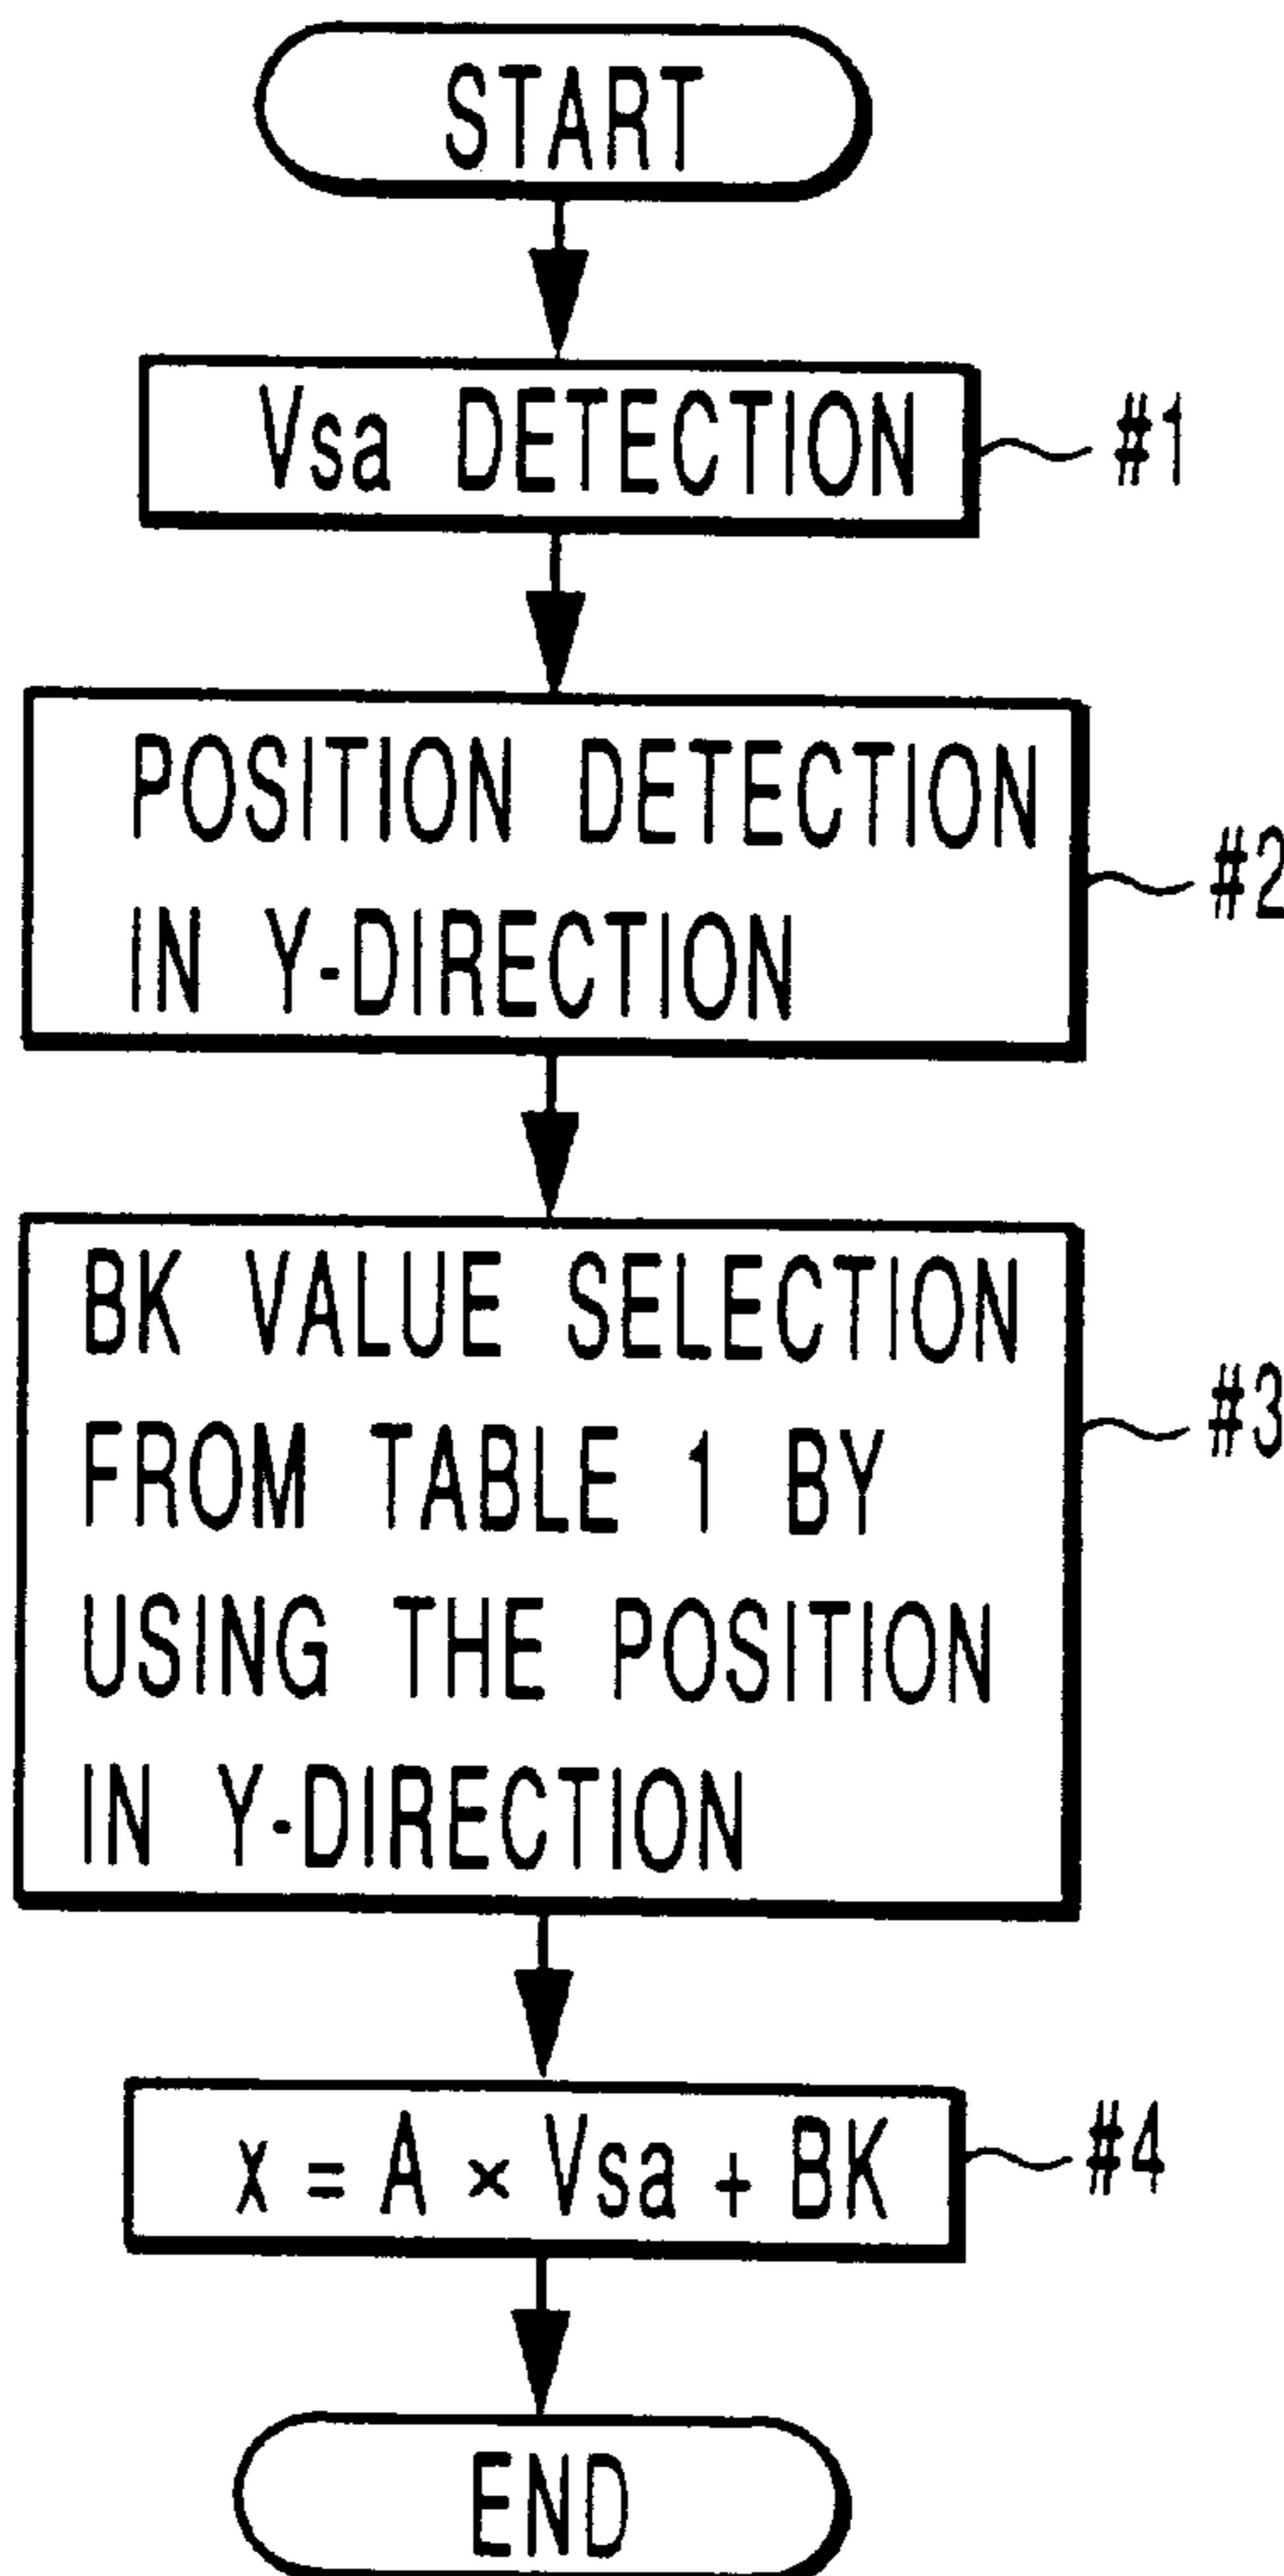 START
Vsa DETECTION
#1
POSITION DETECTION
IN Y-DIRECTION
#2
BK VALUE SELECTION
FROM TABLE 1 BY
USING THE POSITION
IN Y-DIRECTION
#3
x = A × Vsa + BK
#4
END